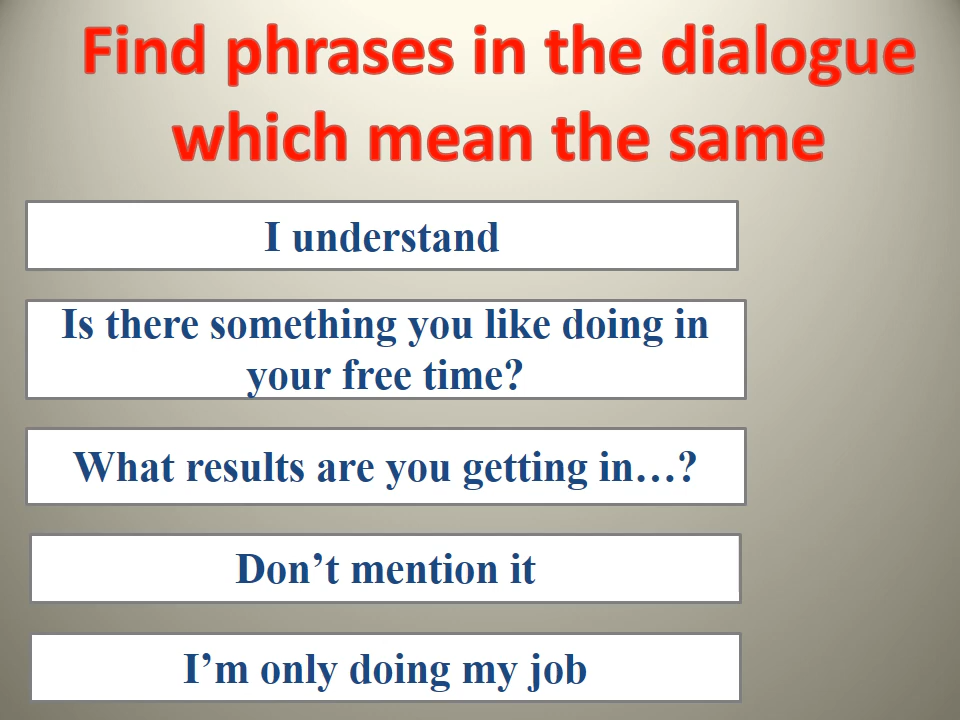 Find phrases in the dialogue
which mean the same
I understand
Is there something you like doing in
your free time?
What results are you getting in…?
Don’t mention it
I’m only doing my job